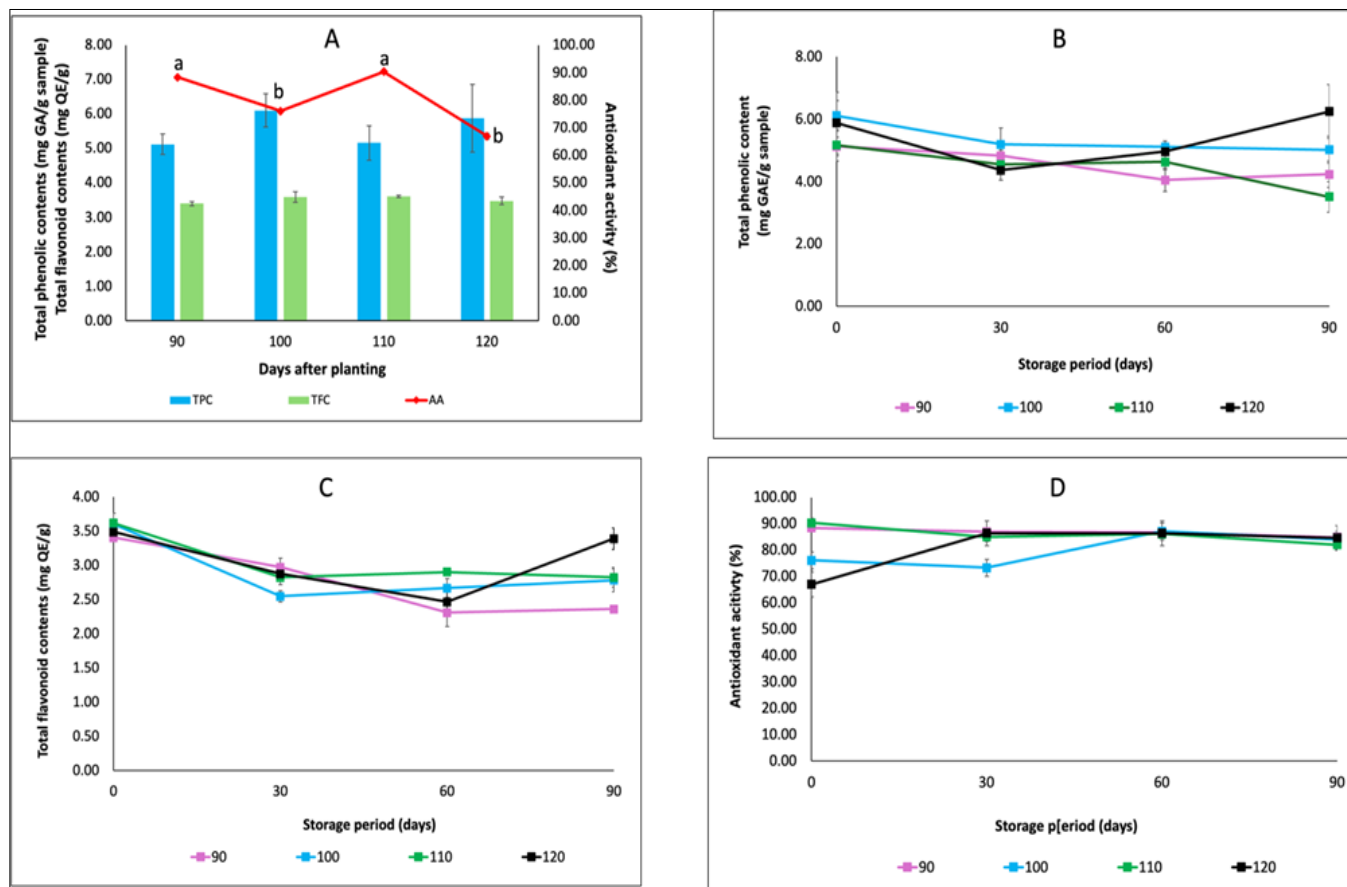 A
Total phenolic contents (mg GA/g sample)
Total flavonoid contents (mg QE/g)
8.00
7.00
6.00
5.00
4.00
3.00
2.00
1.00
0.00
a
b
a
b
100.00
90.00
80.00
70.00
60.00
50.00
40.00
30.00
20.00
10.00
0.00
Antioxidant activity (%)
90 100 110 120
Days after planting
TPC TFC AA
B
Total phenolic content
(mg GAE/g sample)
6.00
4.00
2.00
0.00
0 30 60 90
Storage period (days)
90 100 110 120
C
Total flavonoid contents (mg QE/g)
4.00
3.50
3.00
2.50
2.00
1.50
1.00
0.50
0.00
0 30 60 90
Storage period (days)
90 100 110 120
D
Antioxidant acitivty (%)
100.00
90.00
80.00
70.00
60.00
50.00
40.00
30.00
20.00
10.00
0.00
0 30 60 90
Storage p[eriod (days)
90 100 110 120